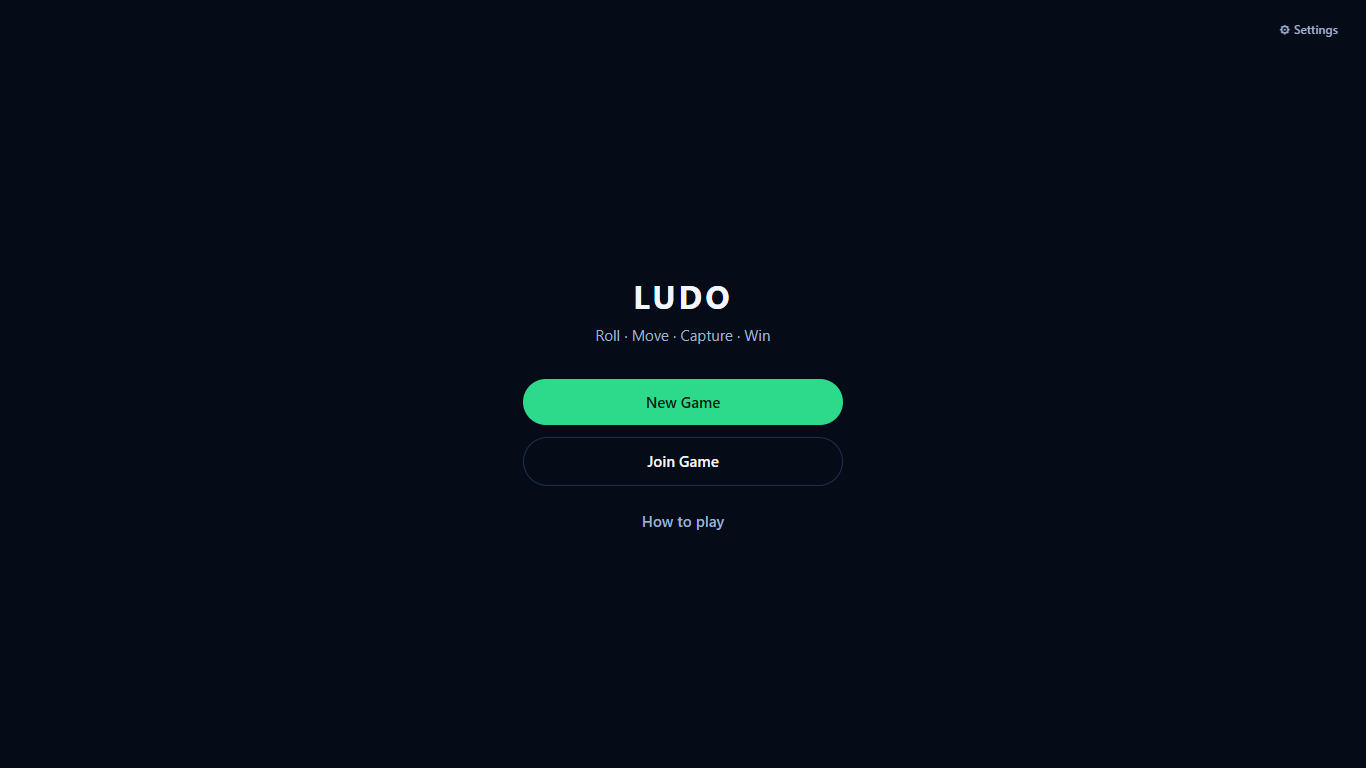 ⚙ Settings
LUDO
Roll · Move · Capture · Win
New Game
Join Game
How to play